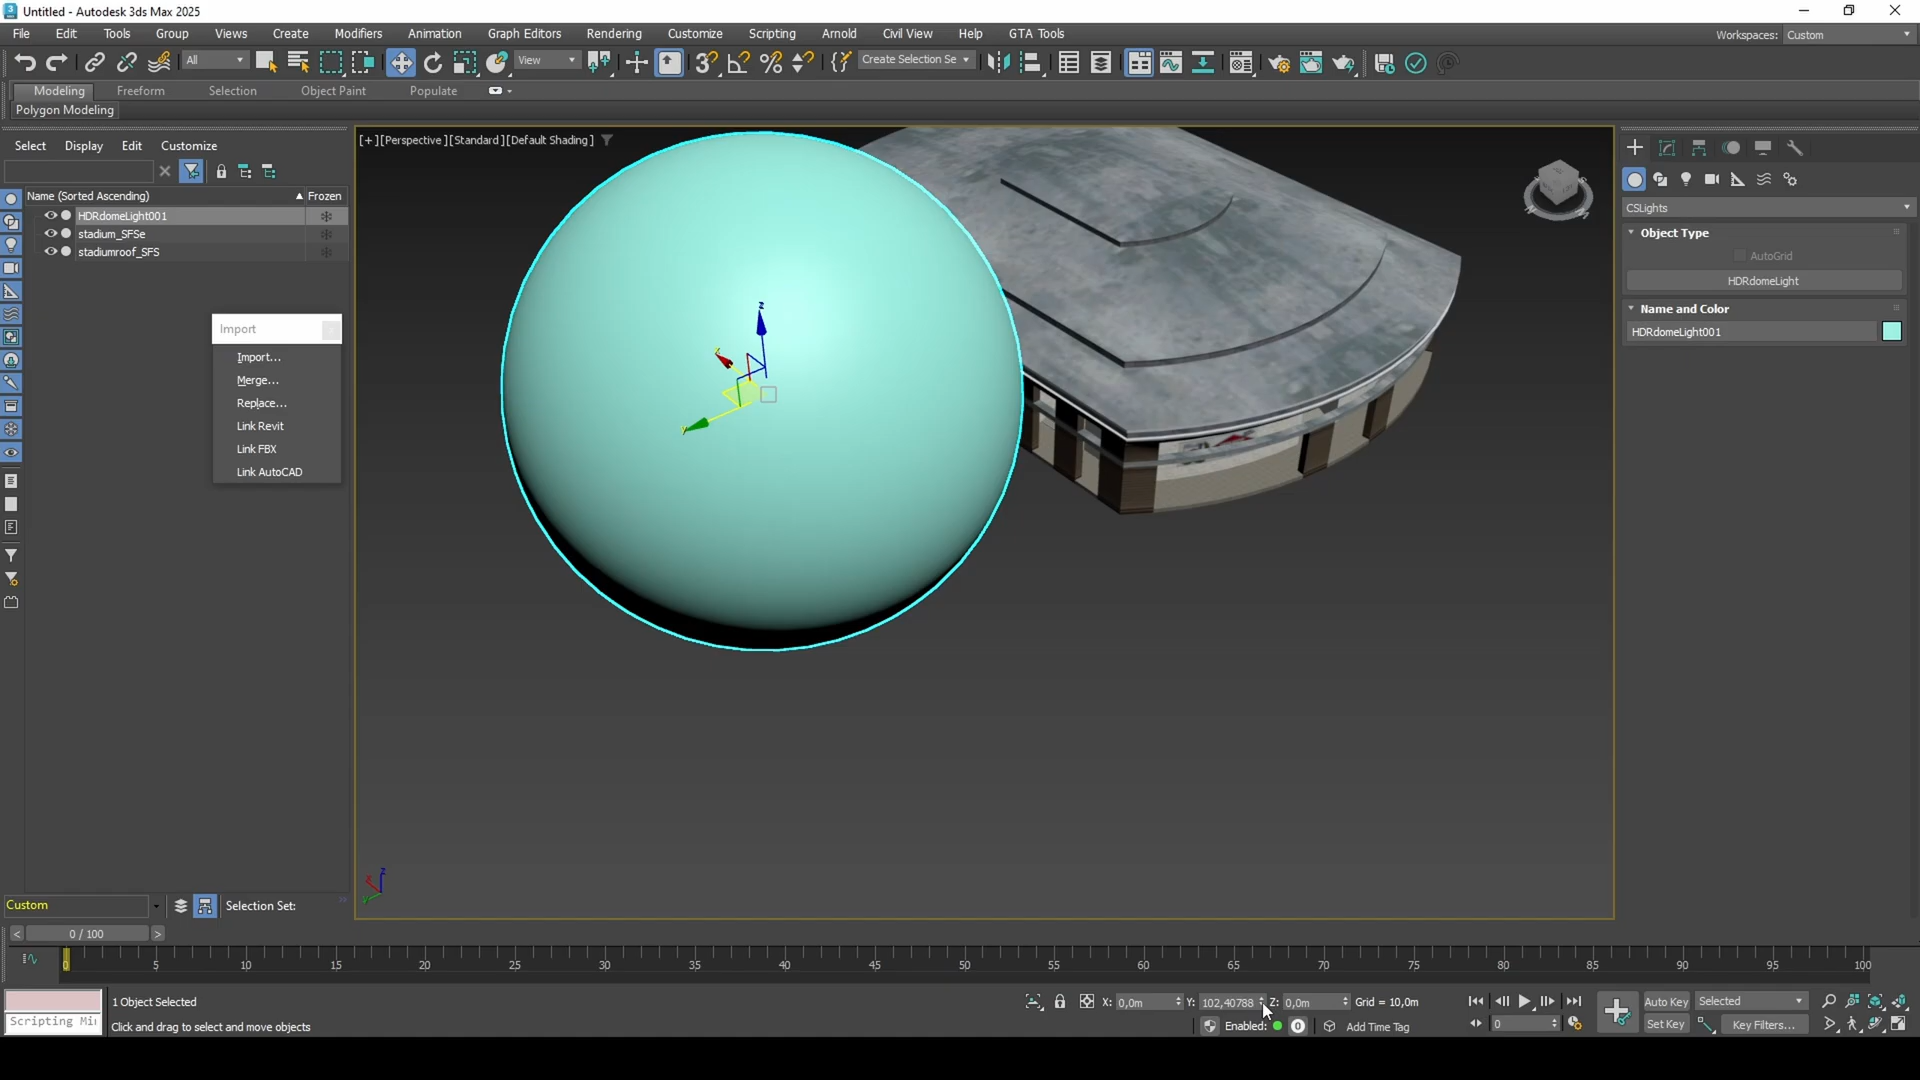 Untitled - Autodesk 3ds Max 2025
File Edit Tools Group Views Create Modifiers Animation Graph Editors Rendering Customize Scripting Arnold Civil View Help GTA Tools Workspaces: Custom
All View Create Selection Se
Modeling Freeform Selection Object Paint Populate
Polygon Modeling
Select Display Edit Customize
[+][Perspective][Standard][Default Shading]
Name (Sorted Ascending) Frozen
HDRdomeLight001
stadium_SFSe
stadiumroof_SFS
Import
Import...
Merge...
Replace...
Link Revit
Link FBX
Link AutoCAD
z
y
CSLights
Object Type
AutoGrid
HDRdomeLight
Name and Color
HDRdomeLight001
Custom Selection Set:
0 / 100
0 5 10 15 20 25 30 35 40 45 50 55 60 65 70 75 80 85 90 95 100
1 Object Selected
X: 0,0m Y: 102,40788 Z: 0,0m Grid = 10,0m
Auto Key Selected
Scripting Mi
Click and drag to select and move objects
Enabled: 0 Add Time Tag
0
Set Key Key Filters...